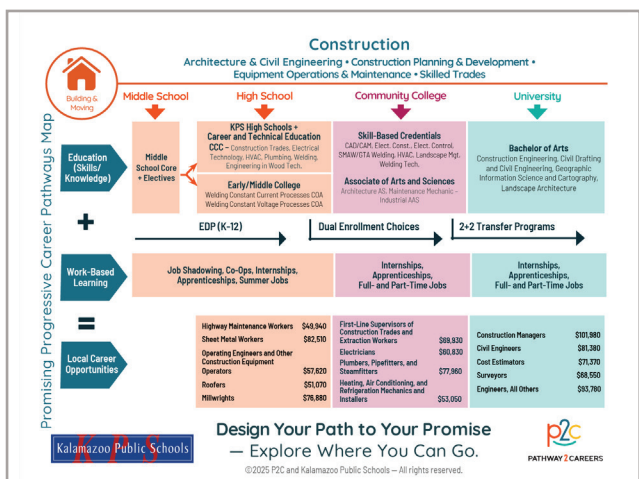 Construction
Architecture & Civil Engineering • Construction Planning & Development •
Equipment Operations & Maintenance • Skilled Trades
Building &
Moving
Promising Progressive Career Pathways Map
Middle School
High School
Community College
University
Education
(Skills/
Knowledge)
Middle
School Core
+ Electives
KPS High Schools +
Career and Technical Education
CCC – Construction Trades, Electrical
Technology, HVAC, Plumbing, Welding,
Engineering in Wood Tech.
Early/Middle College
Welding Constant Current Processes COA
Welding Constant Voltage Processes COA
Skill-Based Credentials
CAD/CAM, Elect. Const., Elect. Control,
SMAW/GTA Welding, HVAC, Landscape Mgt.
Welding Tech.
Associate of Arts and Sciences
Architecture AS, Maintenance Mechanic –
Industrial AAS
Bachelor of Arts
Construction Engineering, Civil Drafting
and Civil Engineering, Geographic
Information Science and Cartography,
Landscape Architecture
+
EDP (K-12)
Dual Enrollment Choices
2+2 Transfer Programs
Work-Based
Learning
Job Shadowing, Co-Ops, Internships,
Apprenticeships, Summer Jobs
Internships,
Apprenticeships,
Full- and Part-Time Jobs
Internships,
Apprenticeships,
Full- and Part-Time Jobs
=
Local Career
Opportunities
Highway Maintenance Workers $49,940
Sheet Metal Workers $82,510
Operating Engineers and Other
Construction Equipment
Operators $57,620
Roofers $51,070
Millwrights $76,880
First-Line Supervisors of
Construction Trades and
Extraction Workers $69,930
Electricians $60,830
Plumbers, Pipefitters, and
Steamfitters $77,960
Heating, Air Conditioning, and
Refrigeration Mechanics and
Installers $53,050
Construction Managers $101,980
Civil Engineers $81,380
Cost Estimators $71,370
Surveyors $68,550
Engineers, All Others $93,780
KPS
Kalamazoo Public Schools
Design Your Path to Your Promise
— Explore Where You Can Go.
©2025 P2C and Kalamazoo Public Schools — All rights reserved.
p2c
PATHWAY2CAREERS